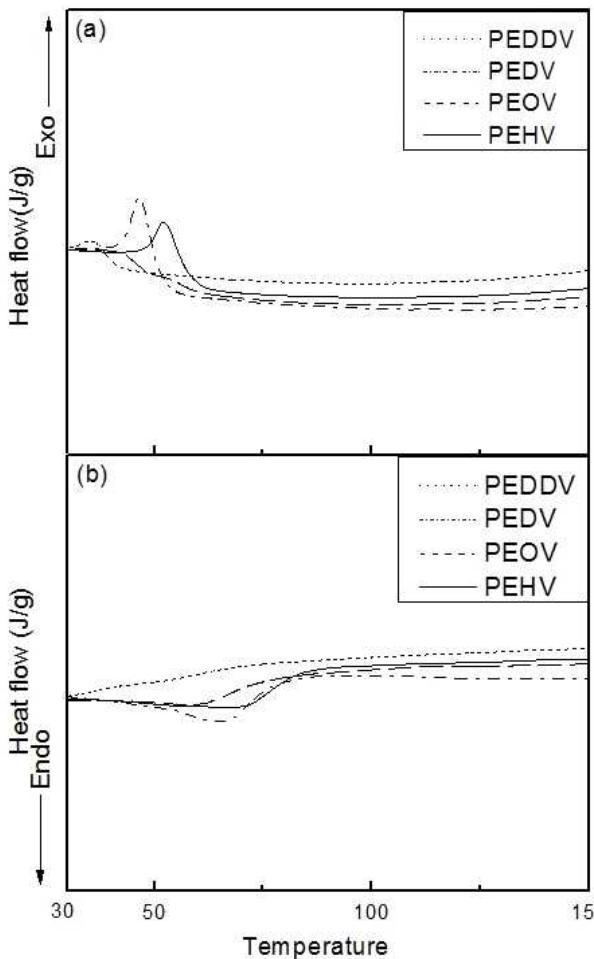 (a)
PEDDV
PEDV
PEOV
PEHV
Exo
Heat flow(J/g)
(b)
PEDDV
PEDV
PEOV
PEHV
Heat flow (J/g)
Endo
30 50 100 15
Temperature